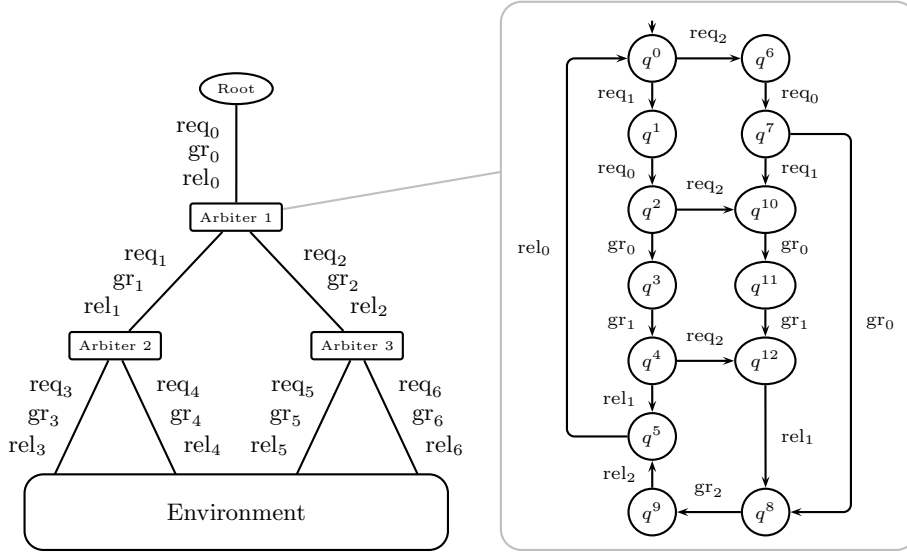 Root
req₀
gr₀
rel₀
Arbiter 1
req₁
gr₁
rel₁
req₂
gr₂
rel₂
Arbiter 2
Arbiter 3
req₃
gr₃
rel₃
req₄
gr₄
rel₄
req₅
gr₅
rel₅
req₆
gr₆
rel₆
Environment
q⁰
req₂
q⁶
req₁
req₀
q¹
q⁷
req₀
req₁
q²
req₂
q¹⁰
rel₀
gr₀
gr₀
q³
q¹¹
gr₁
gr₁
gr₀
q⁴
req₂
q¹²
rel₁
q⁵
rel₁
rel₂
gr₂
q⁹
q⁸